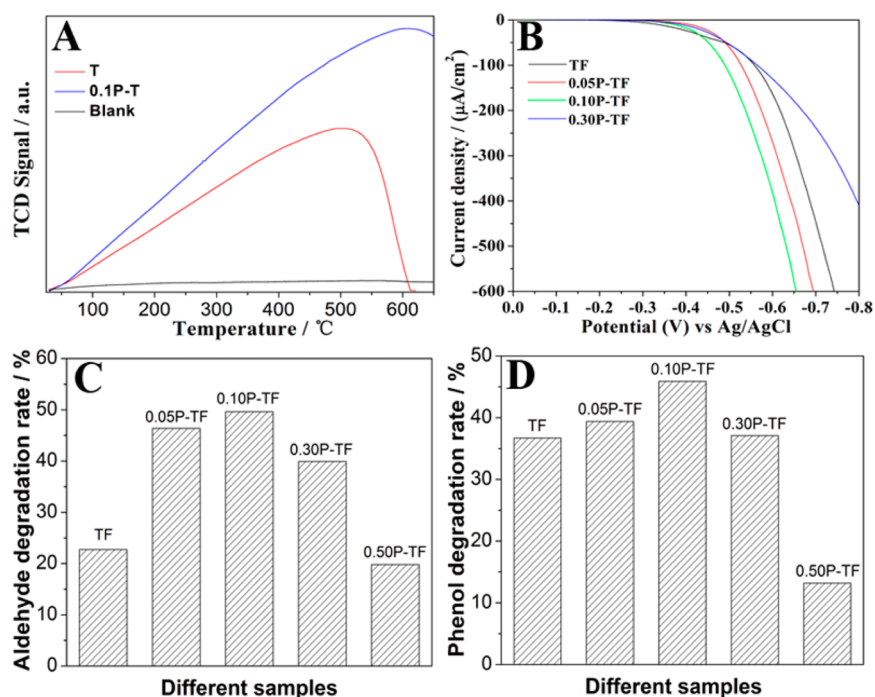 A
T
0.1P-T
Blank
TCD Signal / a.u.
100 200 300 400 500 600
Temperature / ℃
B
TF
0.05P-TF
0.10P-TF
0.30P-TF
Current density / (μA/cm²)
0
-100
-200
-300
-400
-500
-600
0.0 -0.1 -0.2 -0.3 -0.4 -0.5 -0.6 -0.7 -0.8
Potential (V) vs Ag/AgCl
C
Aldehyde degradation rate / %
60
50
40
30
20
10
0
TF
0.05P-TF
0.10P-TF
0.30P-TF
0.50P-TF
Different samples
D
Phenol degradation rate / %
50
40
30
20
10
0
TF
0.05P-TF
0.10P-TF
0.30P-TF
0.50P-TF
Different samples